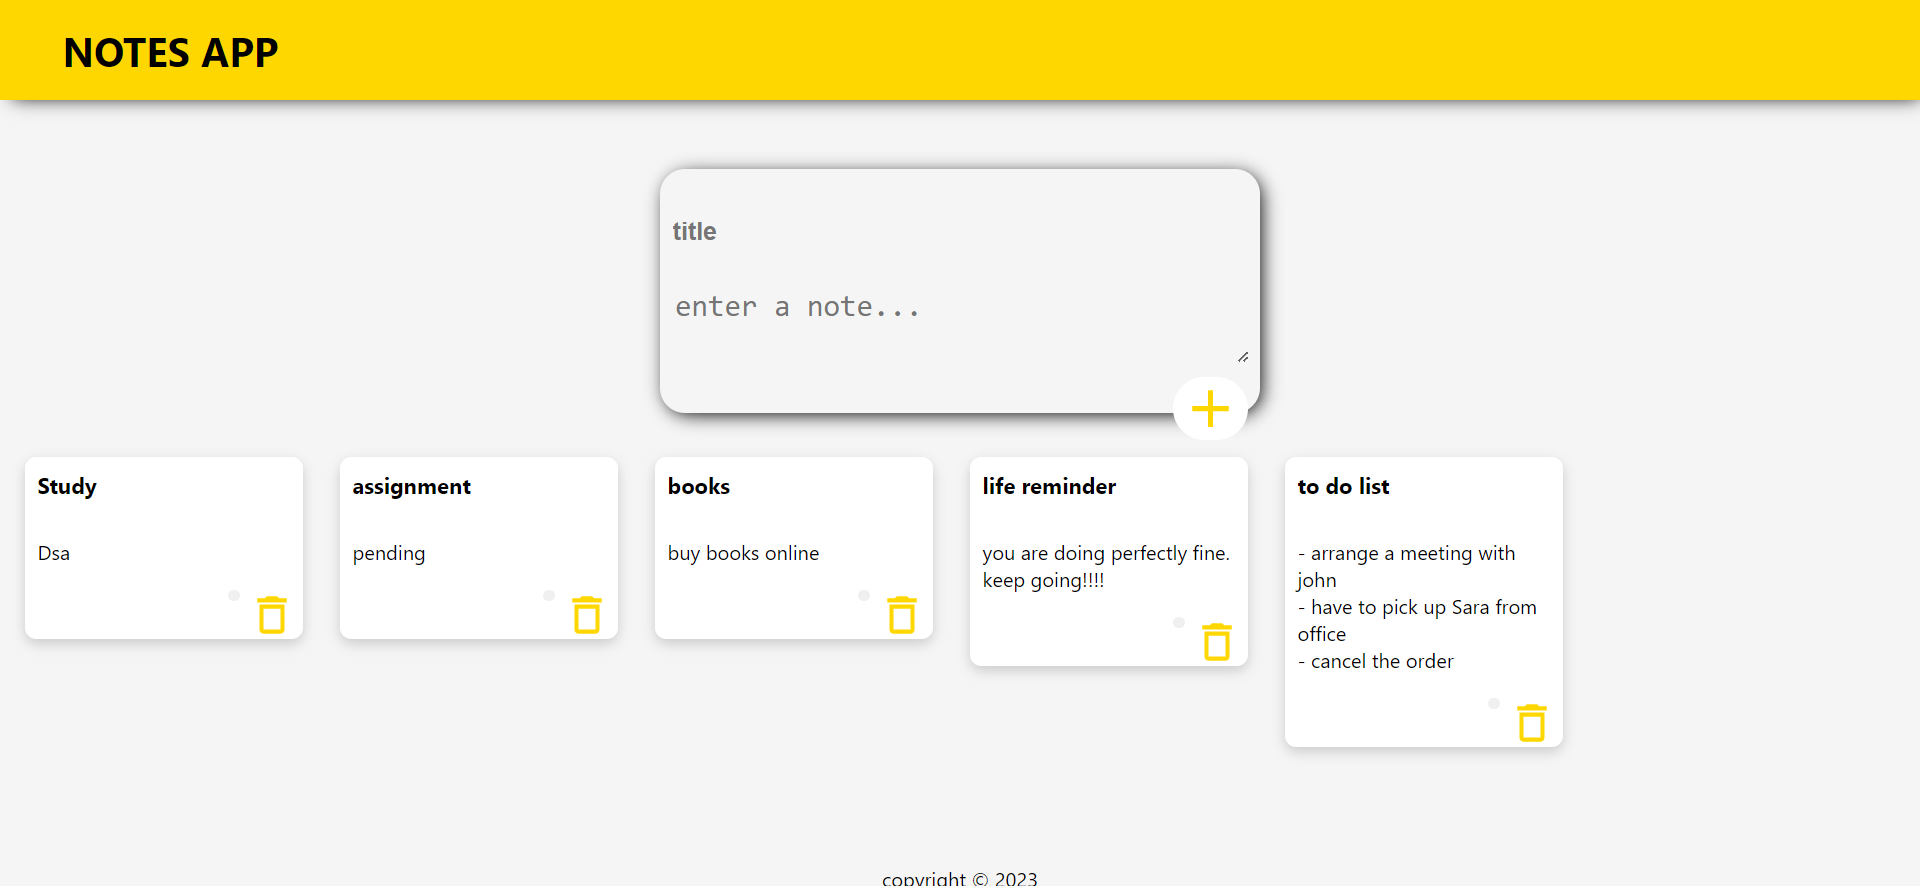 NOTES APP
title
enter a note...
Study
Dsa
assignment
pending
books
buy books online
life reminder
you are doing perfectly fine.
keep going!!!!
to do list
- arrange a meeting with
john
- have to pick up Sara from
office
- cancel the order
copyright © 2023